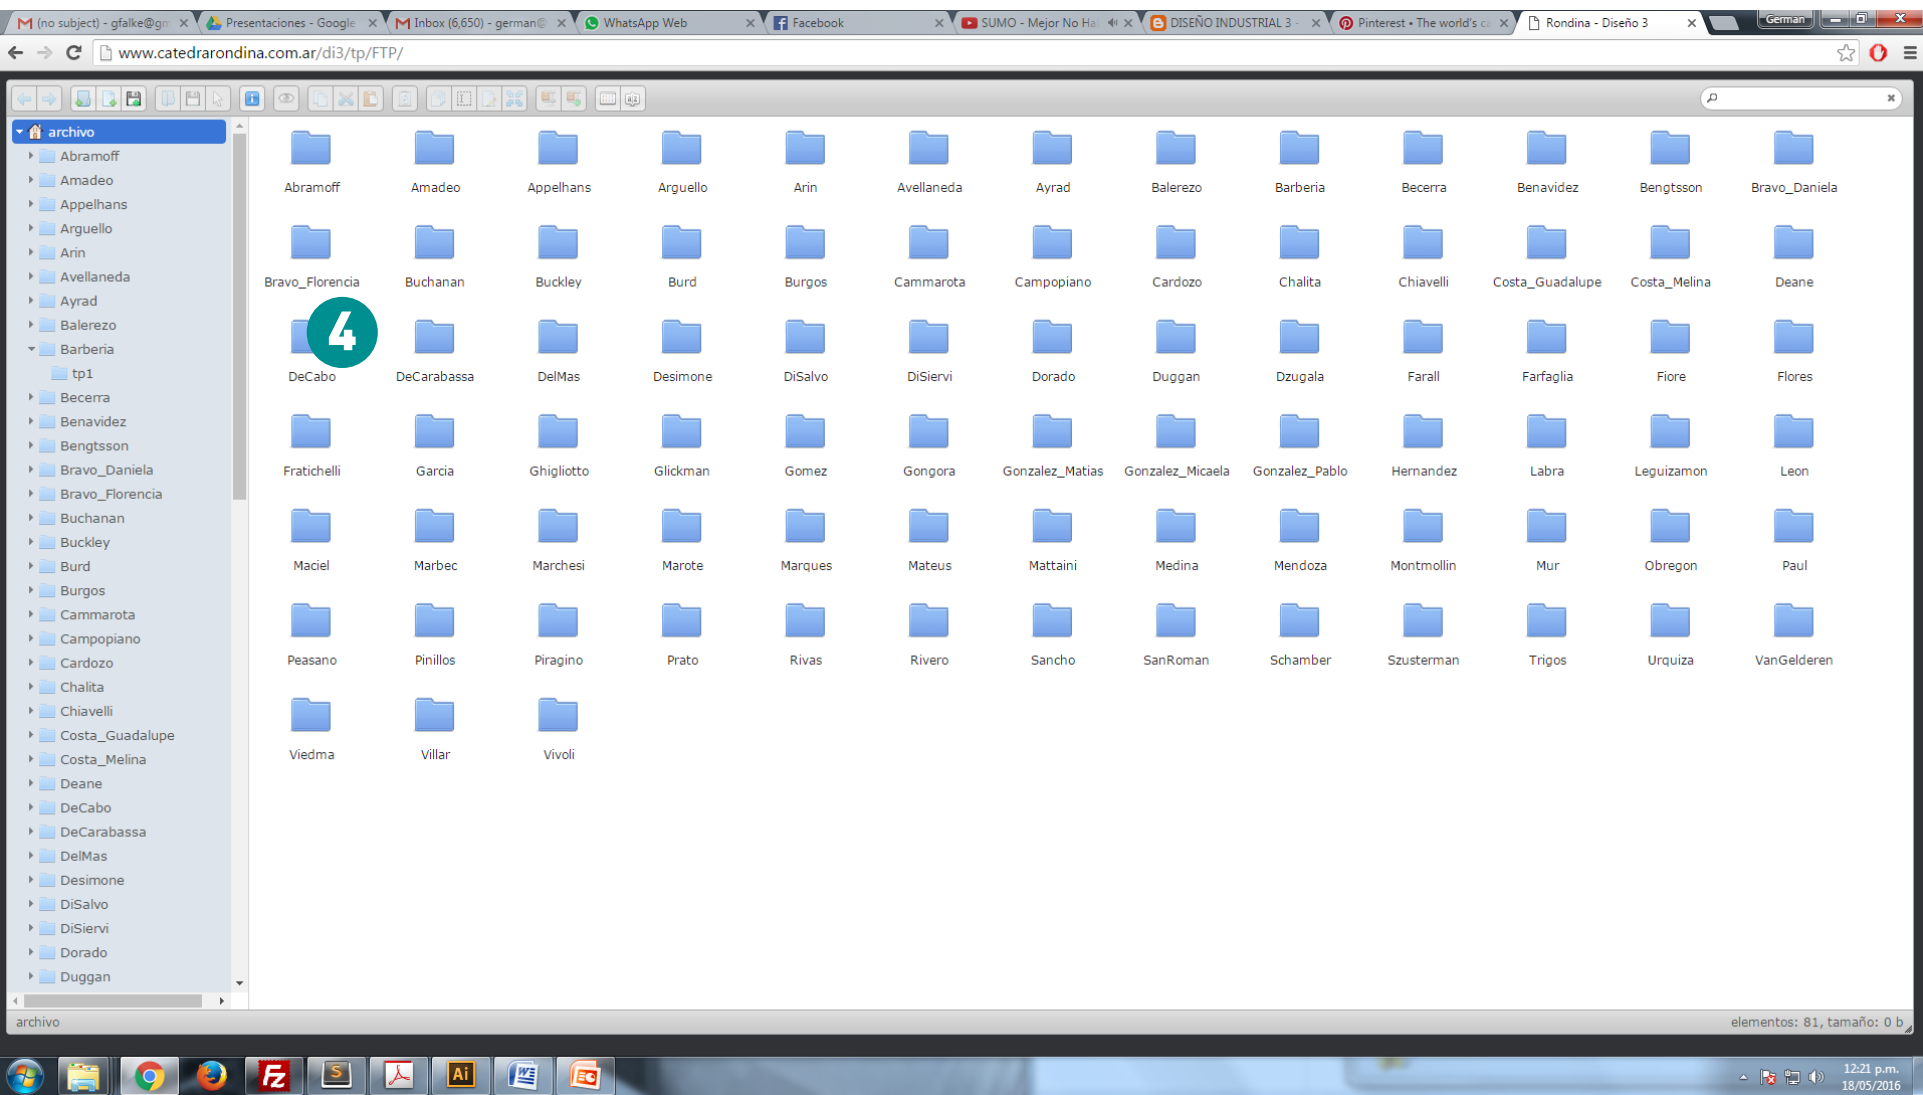 (no subject) - gfalke@gm Presentaciones - Google Inbox (6,650) - german@ WhatsApp Web Facebook SUMO - Mejor No Ha DISEÑO INDUSTRIAL 3 - Pinterest • The world's ca Rondina - Diseño 3 German
www.catedrarondina.com.ar/di3/tp/FTP/
archivo
Abramoff
Amadeo
Appelhans
Arguello
Arin
Avellaneda
Ayrad
Balerezo
Barberia
tp1
Becerra
Benavidez
Bengtsson
Bravo_Daniela
Bravo_Florencia
Buchanan
Buckley
Burd
Burgos
Cammarota
Campopiano
Cardozo
Chalita
Chiavelli
Costa_Guadalupe
Costa_Melina
Deane
DeCabo
DeCarabassa
DelMas
Desimone
DiSalvo
DiSiervi
Dorado
Duggan
Abramoff Amadeo Appelhans Arguello Arin Avellaneda Ayrad Balerezo Barberia Becerra Benavidez Bengtsson Bravo_Daniela
Bravo_Florencia Buchanan Buckley Burd Burgos Cammarota Campopiano Cardozo Chalita Chiavelli Costa_Guadalupe Costa_Melina Deane
4
DeCabo DeCarabassa DelMas Desimone DiSalvo DiSiervi Dorado Duggan Dzugala Farall Farfaglia Fiore Flores
Fratichelli Garcia Ghigliotto Glickman Gomez Gongora Gonzalez_Matias Gonzalez_Micaela Gonzalez_Pablo Hernandez Labra Leguizamon Leon
Maciel Marbec Marchesi Marote Marques Mateus Mattaini Medina Mendoza Montmollin Mur Obregon Paul
Peasano Pinillos Piragino Prato Rivas Rivero Sancho SanRoman Schamber Szusterman Trigos Urquiza VanGelderen
Viedma Villar Vivoli
archivo elementos: 81, tamaño: 0 b
Fz S Ai W
12:21 p.m.
18/05/2016